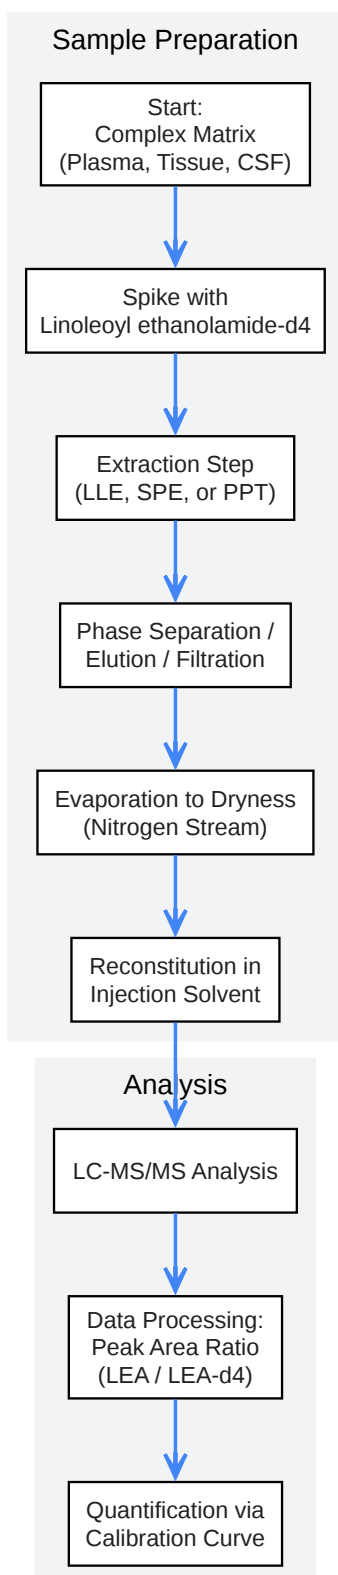 Sample Preparation
Start:
Complex Matrix
(Plasma, Tissue, CSF)
Spike with
Linoleoyl ethanolamide-d4
Extraction Step
(LLE, SPE, or PPT)
Phase Separation /
Elution / Filtration
Evaporation to Dryness
(Nitrogen Stream)
Reconstitution in
Injection Solvent
Analysis
LC-MS/MS Analysis
Data Processing:
Peak Area Ratio
(LEA / LEA-d4)
Quantification via
Calibration Curve